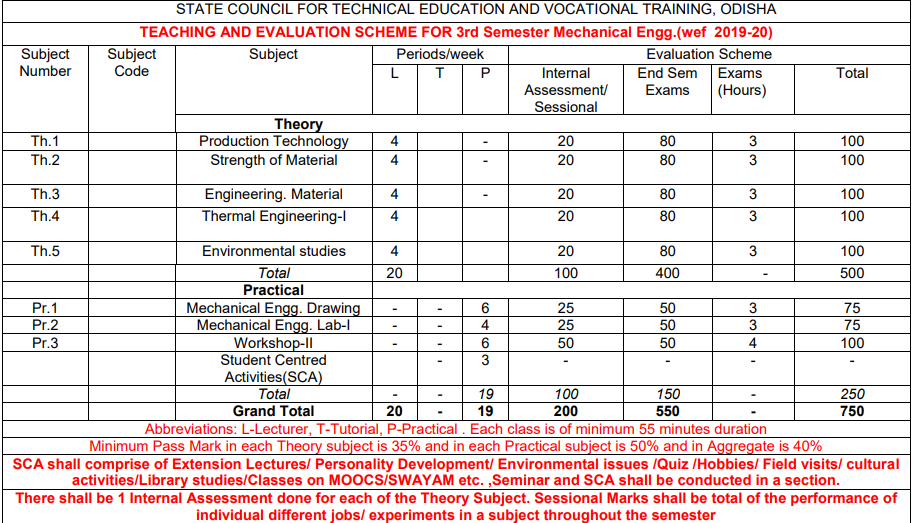 STATE COUNCIL FOR TECHNICAL EDUCATION AND VOCATIONAL TRAINING, ODISHA
TEACHING AND EVALUATION SCHEME FOR 3rd Semester Mechanical Engg.(wef 2019-20)
Subject Number Subject Code Subject Periods/week Evaluation Scheme
L T P Internal Assessment/ Sessional End Sem Exams Exams (Hours) Total
Theory
Th.1 Production Technology 4 - 20 80 3 100
Th.2 Strength of Material 4 - 20 80 3 100
Th.3 Engineering. Material 4 - 20 80 3 100
Th.4 Thermal Engineering-I 4 20 80 3 100
Th.5 Environmental studies 4 20 80 3 100
Total 20 100 400 - 500
Practical
Pr.1 Mechanical Engg. Drawing - - 6 25 50 3 75
Pr.2 Mechanical Engg. Lab-I - - 4 25 50 3 75
Pr.3 Workshop-II - - 6 50 50 4 100
Student Centred Activities(SCA) - 3 - - - -
Total - - 19 100 150 - 250
Grand Total 20 - 19 200 550 - 750
Abbreviations: L-Lecturer, T-Tutorial, P-Practical . Each class is of minimum 55 minutes duration
Minimum Pass Mark in each Theory subject is 35% and in each Practical subject is 50% and in Aggregate is 40%
SCA shall comprise of Extension Lectures/ Personality Development/ Environmental issues /Quiz /Hobbies/ Field visits/ cultural
activities/Library studies/Classes on MOOCS/SWAYAM etc. ,Seminar and SCA shall be conducted in a section.
There shall be 1 Internal Assessment done for each of the Theory Subject. Sessional Marks shall be total of the performance of
individual different jobs/ experiments in a subject throughout the semester